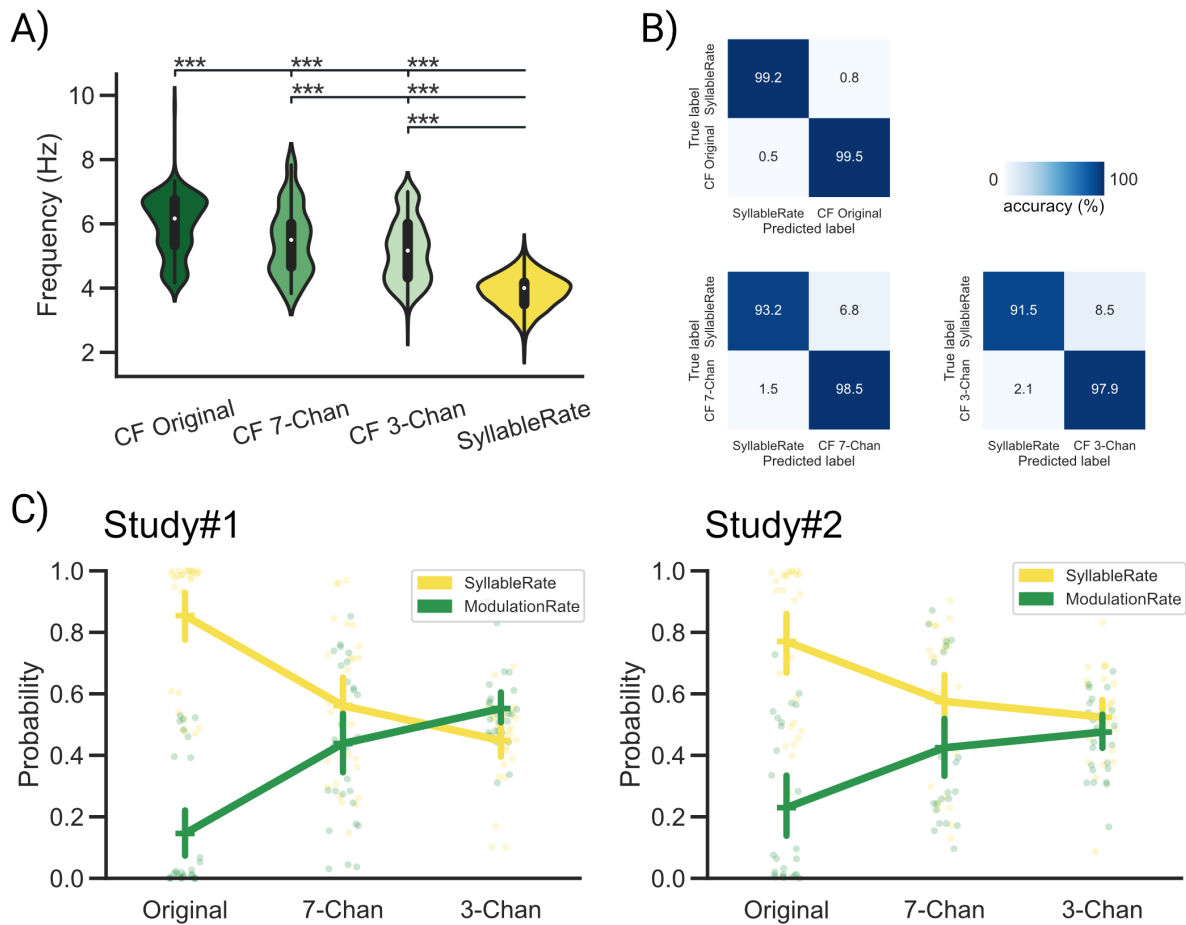 A)
*** *** ***
*** ***
***
10
8
6
4
2
Frequency (Hz)
CF Original
CF 7-Chan
CF 3-Chan
SyllableRate
B)
True label
CF Original SyllableRate
99.2 0.8
0.5 99.5
SyllableRate CF Original
Predicted label
0 100
accuracy (%)
True label
CF 7-Chan SyllableRate
93.2 6.8
1.5 98.5
SyllableRate CF 7-Chan
Predicted label
True label
CF 3-Chan SyllableRate
91.5 8.5
2.1 97.9
SyllableRate CF 3-Chan
Predicted label
C)
Study#1
1.0
0.8
0.6
0.4
0.2
0.0
Probability
SyllableRate
ModulationRate
Original 7-Chan 3-Chan
Study#2
1.0
0.8
0.6
0.4
0.2
0.0
Probability
SyllableRate
ModulationRate
Original 7-Chan 3-Chan